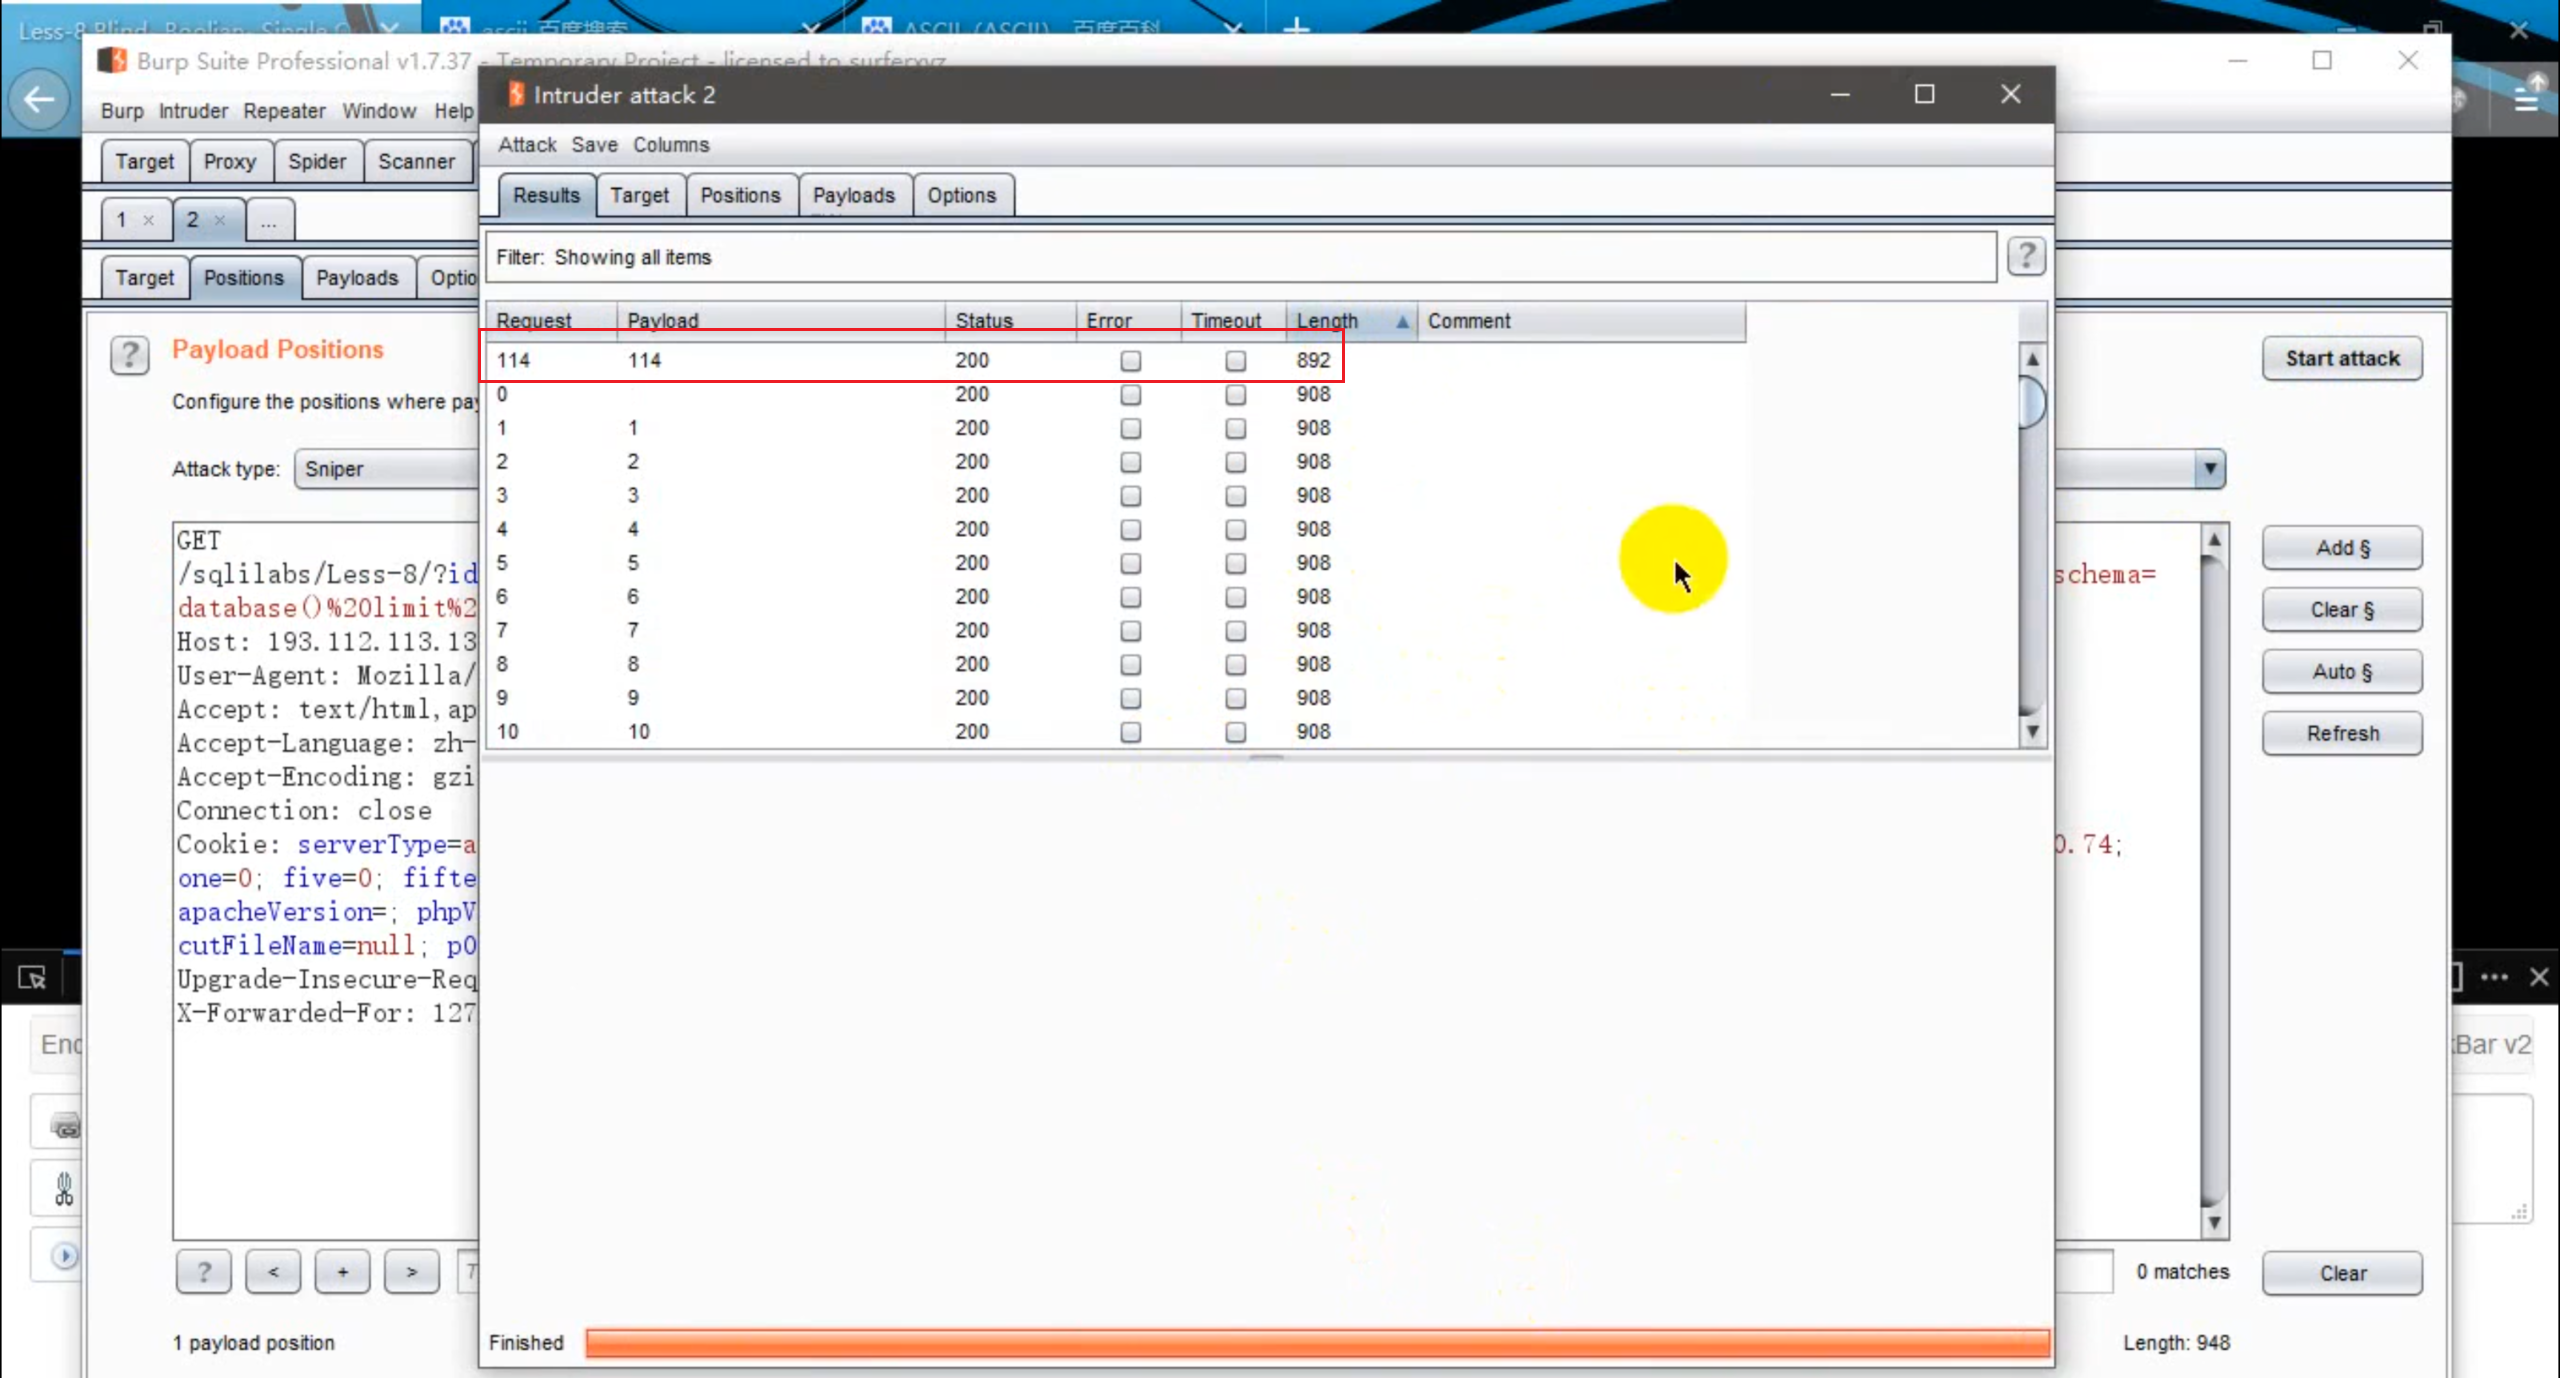 Less-8 Blind- Boolian- Single Q
ascii_百度搜索
ASCII (ASCII)_百度百科
Burp Suite Professional v1.7.37 - Temporary Project - licensed to surferxyz
Burp Intruder Repeater Window Help
Target Proxy Spider Scanner
1 × 2 × ...
Target Positions Payloads Optio
Intruder attack 2
Attack Save Columns
Results Target Positions Payloads Options
Filter: Showing all items ?
Request Payload Status Error Timeout Length Comment
114 114 200 892
0 200 908
1 1 200 908
2 2 200 908
3 3 200 908
4 4 200 908
5 5 200 908
6 6 200 908
7 7 200 908
8 8 200 908
9 9 200 908
10 10 200 908
Finished
? Payload Positions
Start attack
Configure the positions where pay
Attack type: Sniper
GET
/sqlilabs/Less-8/?id
schema=
database()%20limit%2
Host: 193.112.113.13
User-Agent: Mozilla/
Accept: text/html,ap
Accept-Language: zh-
Accept-Encoding: gzi
Connection: close
Cookie: serverType=a
0.74;
one=0; five=0; fifte
apacheVersion=; phpV
cutFileName=null; p0
Upgrade-Insecure-Req
X-Forwarded-For: 127
Add §
Clear §
Auto §
Refresh
? < + > T
0 matches
Clear
1 payload position
Length: 948
Enc
kBar v2